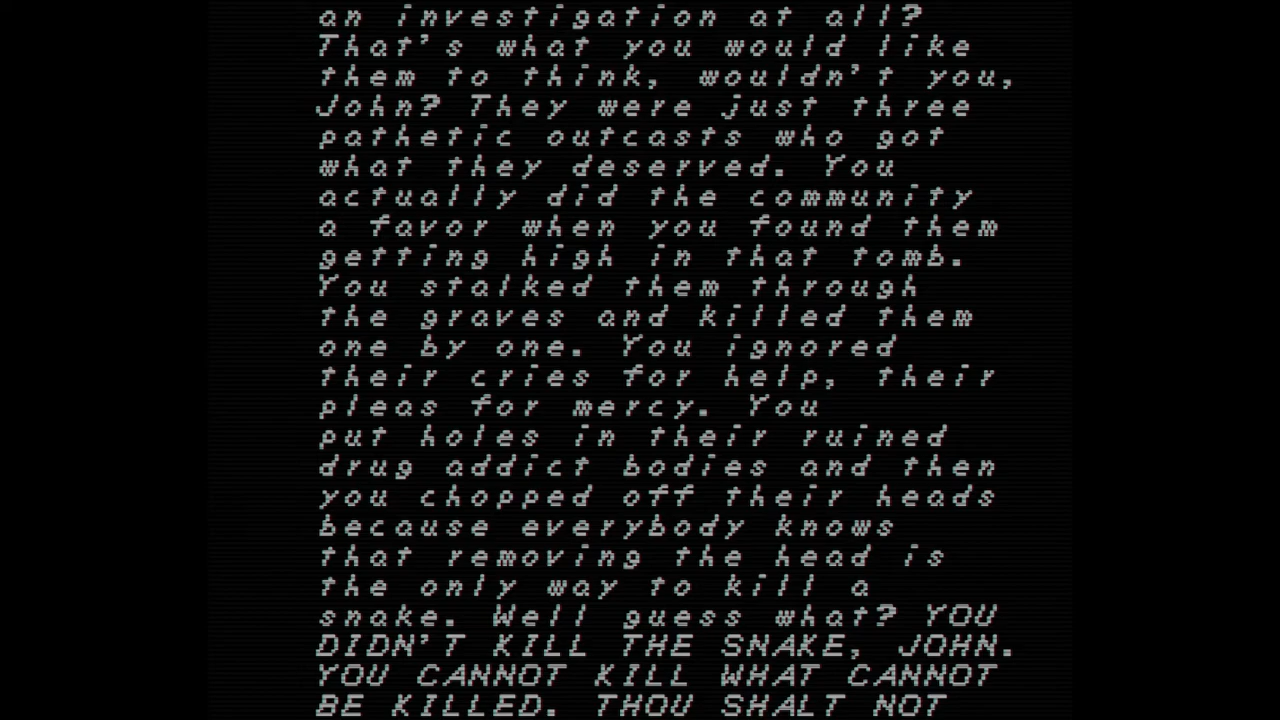 an investigation at all?
That's what you would like
them to think, wouldn't you,
John? They were just three
pathetic outcasts who got
what they deserved. You
actually did the community
a favor when you found them
getting high in that tomb.
You stalked them through
the graves and killed them
one by one. You ignored
their cries for help, their
pleas for mercy. You
put holes in their ruined
drug addict bodies and then
you chopped off their heads
because everybody knows
that removing the head is
the only way to kill a
snake. Well guess what? YOU
DIDN'T KILL THE SNAKE, JOHN.
YOU CANNOT KILL WHAT CANNOT
BE KILLED. THOU SHALT NOT